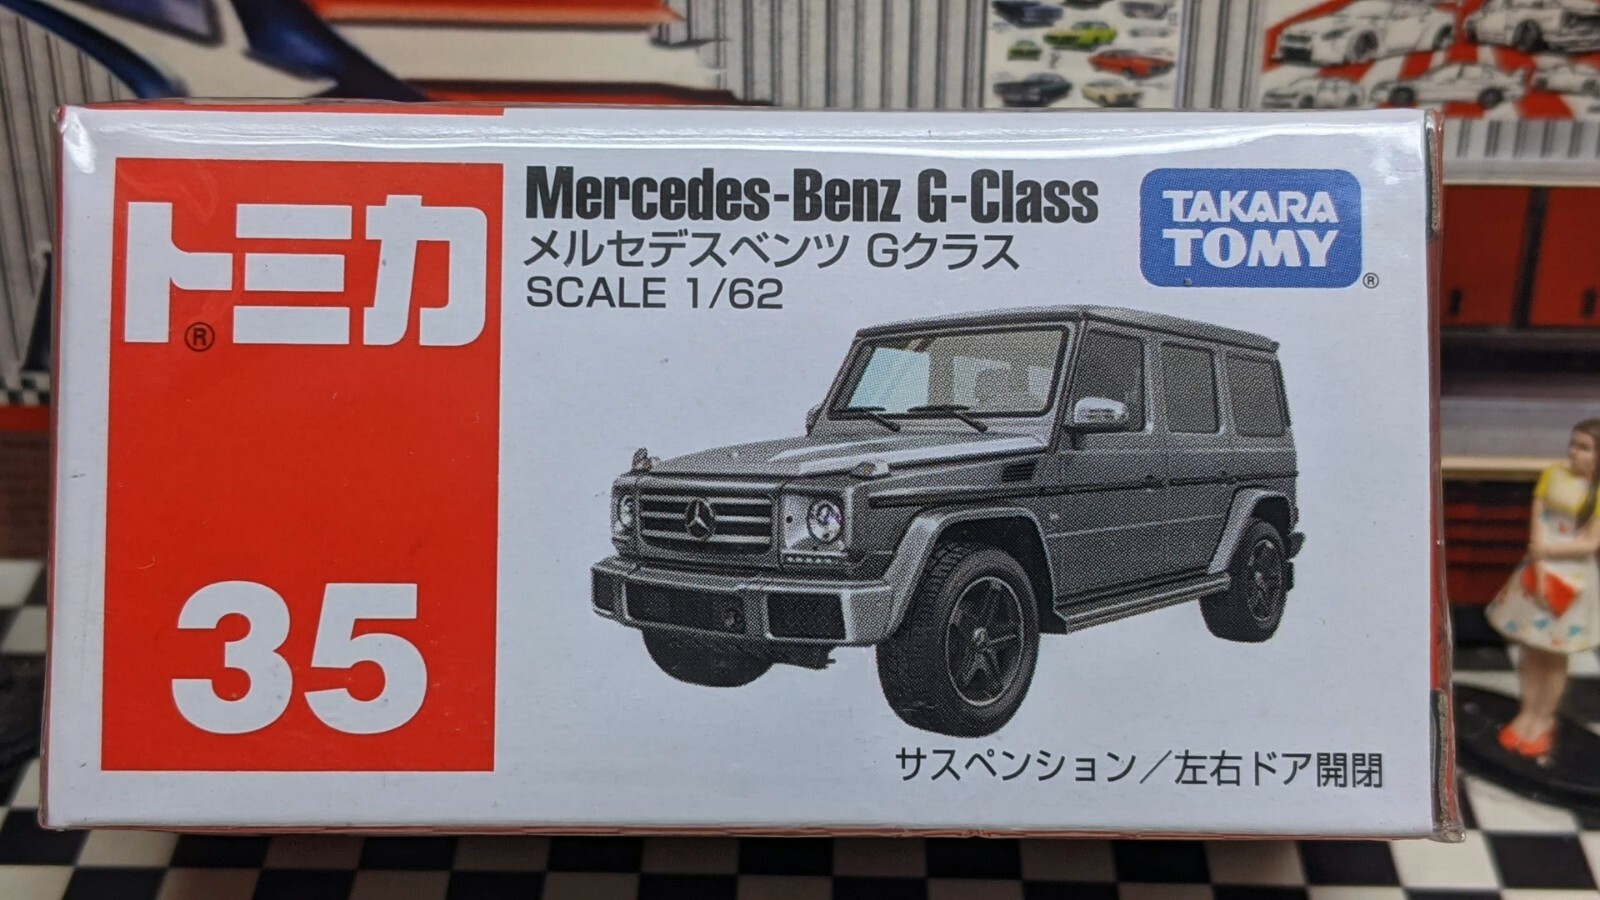 トミカ
®
35
Mercedes-Benz G-Class
メルセデスベンツ Gクラス
SCALE 1/62
TAKARA
TOMY
®
サスペンション/左右ドア開閉